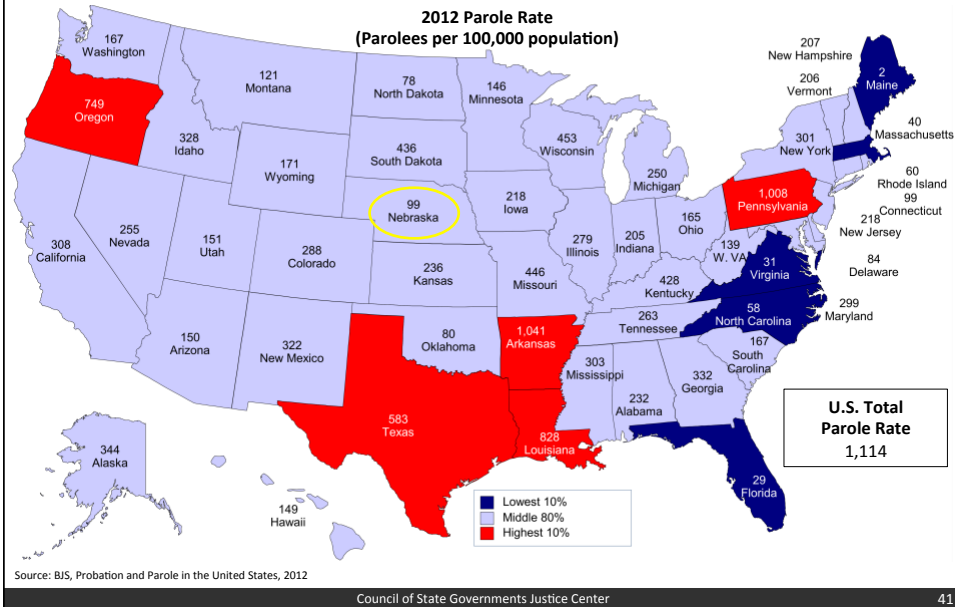 2012 Parole Rate
(Parolees per 100,000 population)
167
Washington
749
Oregon
121
Montana
328
Idaho
171
Wyoming
78
North Dakota
436
South Dakota
99
Nebraska
146
Minnesota
453
Wisconsin
250
Michigan
218
Iowa
308
California
255
Nevada
151
Utah
288
Colorado
236
Kansas
446
Missouri
279
Illinois
205
Indiana
165
Ohio
139
W. VA
428
Kentucky
263
Tennessee
150
Arizona
322
New Mexico
80
Oklahoma
583
Texas
1,041
Arkansas
828
Louisiana
303
Mississippi
232
Alabama
332
Georgia
167
South
Carolina
58
North Carolina
31
Virginia
29
Florida
1,008
Pennsylvania
301
New York
207
New Hampshire
206
Vermont
2
Maine
40
Massachusetts
60
Rhode Island
99
Connecticut
218
New Jersey
84
Delaware
299
Maryland
344
Alaska
149
Hawaii
U.S. Total
Parole Rate
1,114
Lowest 10%
Middle 80%
Highest 10%
Source: BJS, Probation and Parole in the United States, 2012
Council of State Governments Justice Center
41